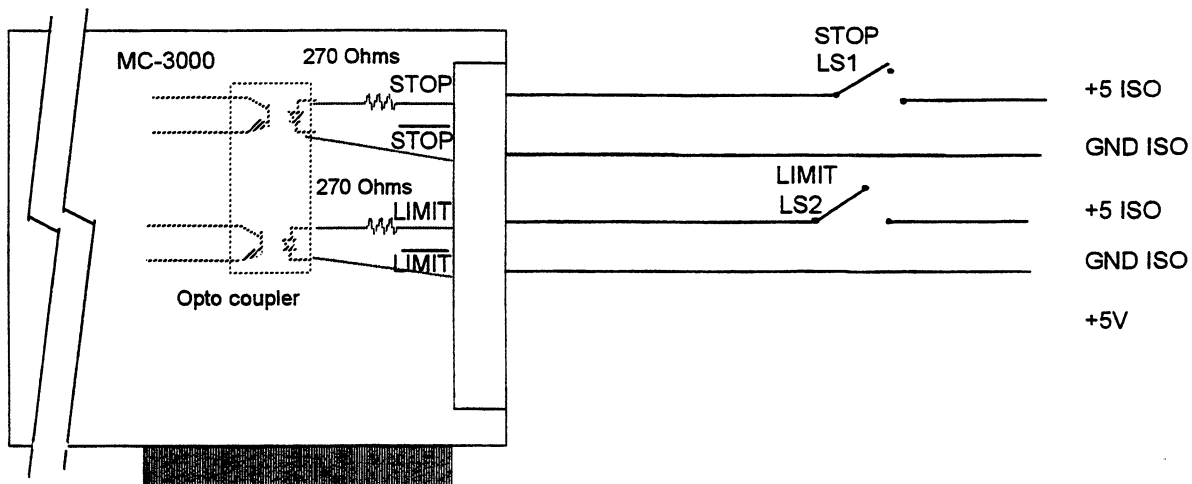 STOP
LS1
MC-3000
270 Ohms
STOP
+5 ISO
STOP
GND ISO
LIMIT
270 Ohms
LS2
LIMIT
+5 ISO
LIMIT
GND ISO
Opto coupler
+5V